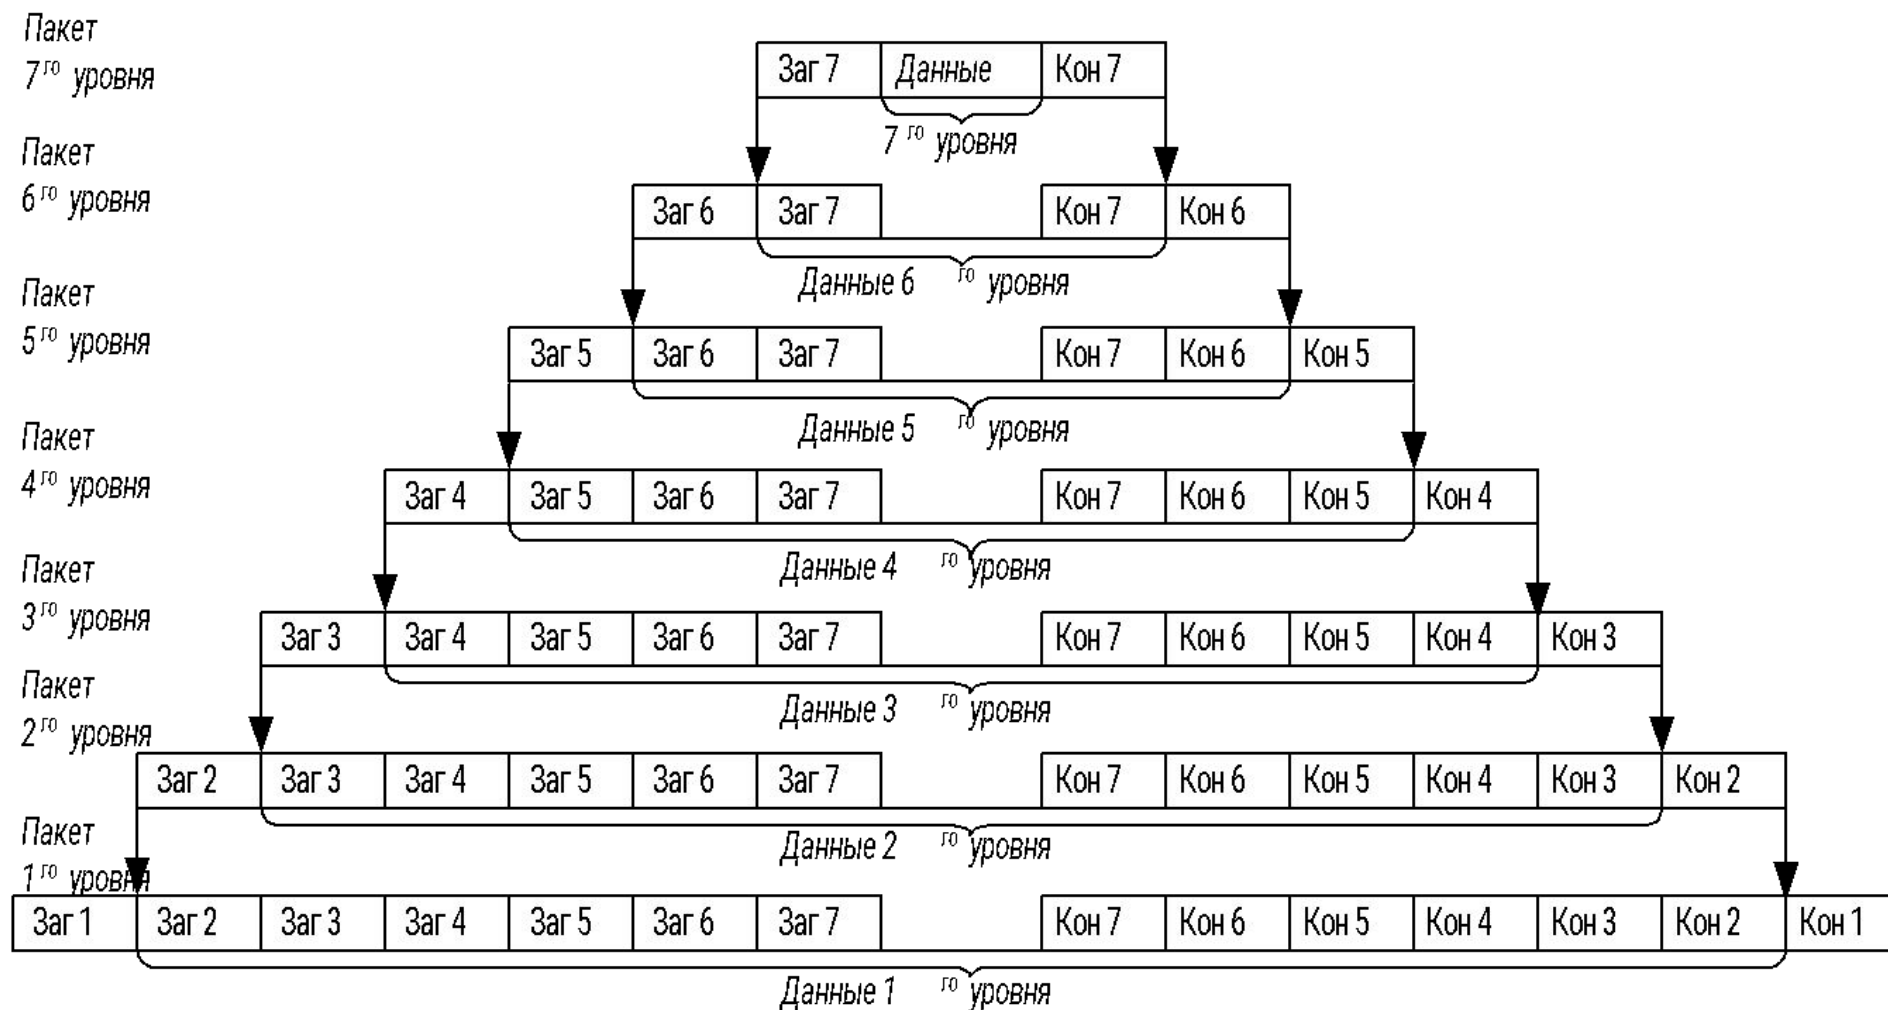 Пакет
7го уровня
Заг 7 Данные Кон 7
7 го уровня
Пакет
6го уровня
Заг 6 Заг 7 Кон 7 Кон 6
Данные 6 го уровня
Пакет
5го уровня
Заг 5 Заг 6 Заг 7 Кон 7 Кон 6 Кон 5
Данные 5 го уровня
Пакет
4го уровня
Заг 4 Заг 5 Заг 6 Заг 7 Кон 7 Кон 6 Кон 5 Кон 4
Данные 4 го уровня
Пакет
3го уровня
Заг 3 Заг 4 Заг 5 Заг 6 Заг 7 Кон 7 Кон 6 Кон 5 Кон 4 Кон 3
Данные 3 го уровня
Пакет
2го уровня
Заг 2 Заг 3 Заг 4 Заг 5 Заг 6 Заг 7 Кон 7 Кон 6 Кон 5 Кон 4 Кон 3 Кон 2
Данные 2 го уровня
Пакет
1го уровня
Заг 1 Заг 2 Заг 3 Заг 4 Заг 5 Заг 6 Заг 7 Кон 7 Кон 6 Кон 5 Кон 4 Кон 3 Кон 2 Кон 1
Данные 1 го уровня